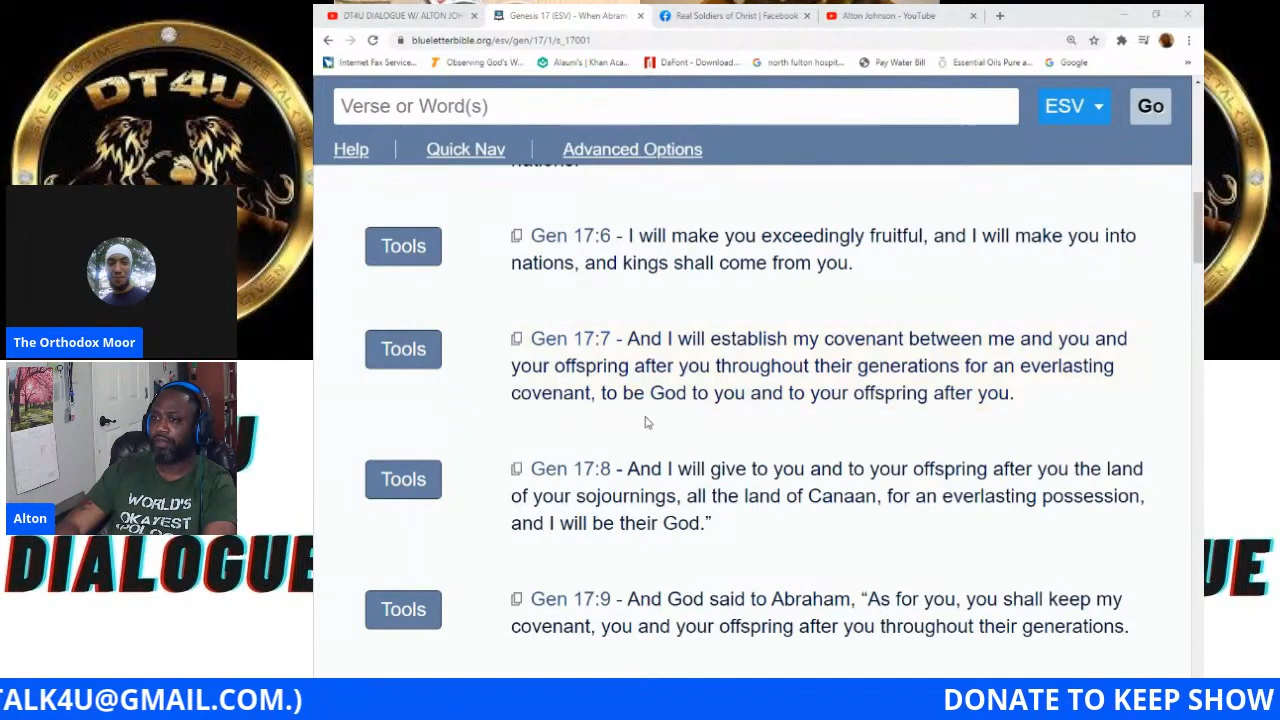 DT4U DIALOGUE W/ ALTON JOH
Genesis 17 (ESV) - When Abram
Real Soldiers of Christ | Facebook
Alton Johnson - YouTube
blueletterbible.org/esv/gen/17/1/s_17001
Internet Fax Service...
Observing God's W...
Alauni's | Khan Aca...
DaFont - Download...
north fulton hospit...
Pay Water Bill
Essential Oils Pure a...
Google
DT4U
Verse or Word(s)
ESV
Go
Help
Quick Nav
Advanced Options
Tools
Gen 17:6 - I will make you exceedingly fruitful, and I will make you into
nations, and kings shall come from you.
The Orthodox Moor
Tools
Gen 17:7 - And I will establish my covenant between me and you and
your offspring after you throughout their generations for an everlasting
covenant, to be God to you and to your offspring after you.
Tools
Gen 17:8 - And I will give to you and to your offspring after you the land
of your sojournings, all the land of Canaan, for an everlasting possession,
and I will be their God.”
WORLD'S
OKAYEST
Alton
DIALOGUE
Tools
Gen 17:9 - And God said to Abraham, “As for you, you shall keep my
covenant, you and your offspring after you throughout their generations.
TALK4U@GMAIL.COM.)
DONATE TO KEEP SHOW